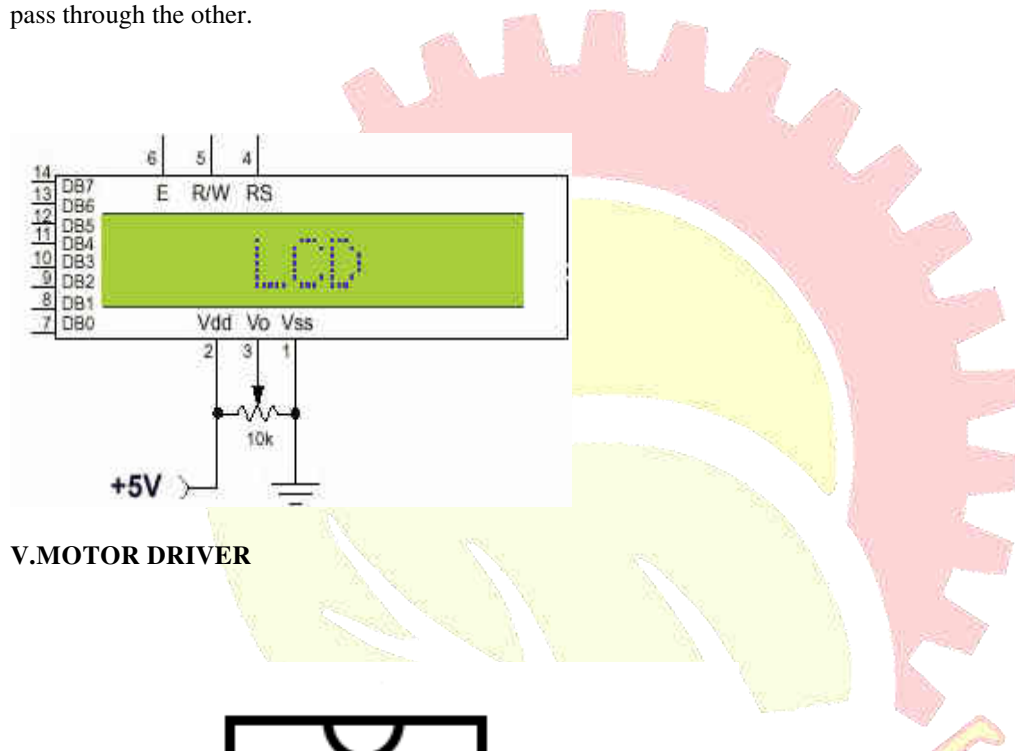 pass through the other.
6 5 4
E R/W RS
14 DB7
13 DB6
12 DB5
11 DB4
10 DB3
9 DB2
8 DB1
7 DB0
LCD
Vdd Vo Vss
2 3 1
10k
+5V
V.MOTOR DRIVER